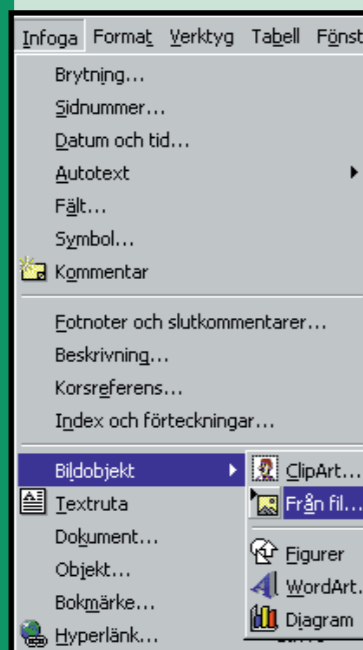 Infoga Format Verktyg Tabell Fönst
Brytning...
Sidnummer...
Datum och tid...
Autotext
Fält...
Symbol...
Kommentar
Fotnoter och slutkommentarer...
Beskrivning...
Korsreferens...
Index och förteckningar...
Bildobjekt
ClipArt...
Textruta
Från fil...
Dokument...
Objekt...
Figurer
Bokmärke...
WordArt.
Hyperlänk...
Diagram